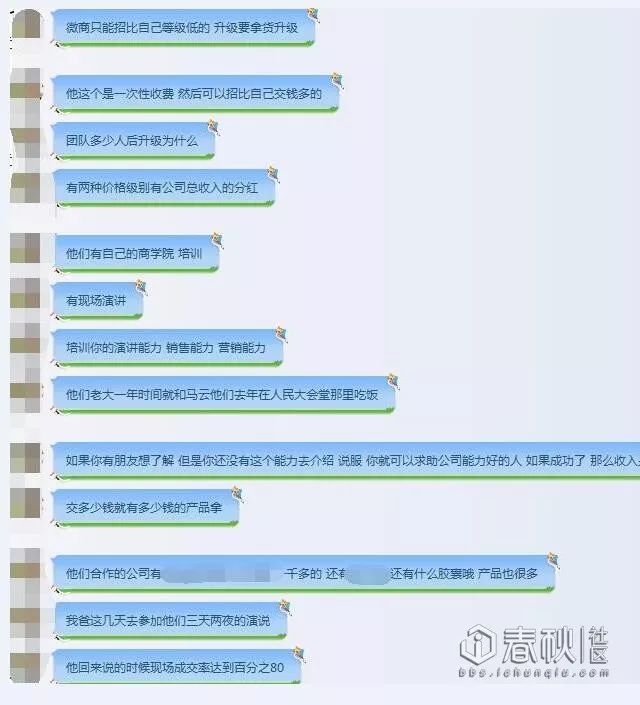 微商只能招比自己等级低的 升级要拿货升级
他这个是一次性收费 然后可以招比自己交钱多的
团队多少人后升级为什么
有两种价格级别有公司总收入的分红
他们有自己的商学院 培训
有现场演讲
培训你的演讲能力 销售能力 营销能力
他们老大一年时间就和马云他们去年在人民大会堂那里吃饭
如果你有朋友想了解 但是你还没有这个能力去介绍 说服 你就可以求助公司能力好的人 如果成功了 那么收入
交多少钱就有多少钱的产品拿
他们合作的公司有 千多的 还有 还有什么胶囊哦 产品也很多
我爸这几天去参加他们三天两夜的演说
他回来说的时候现场成交率达到百分之80
春秋社区
bbs.ichunqiu.com